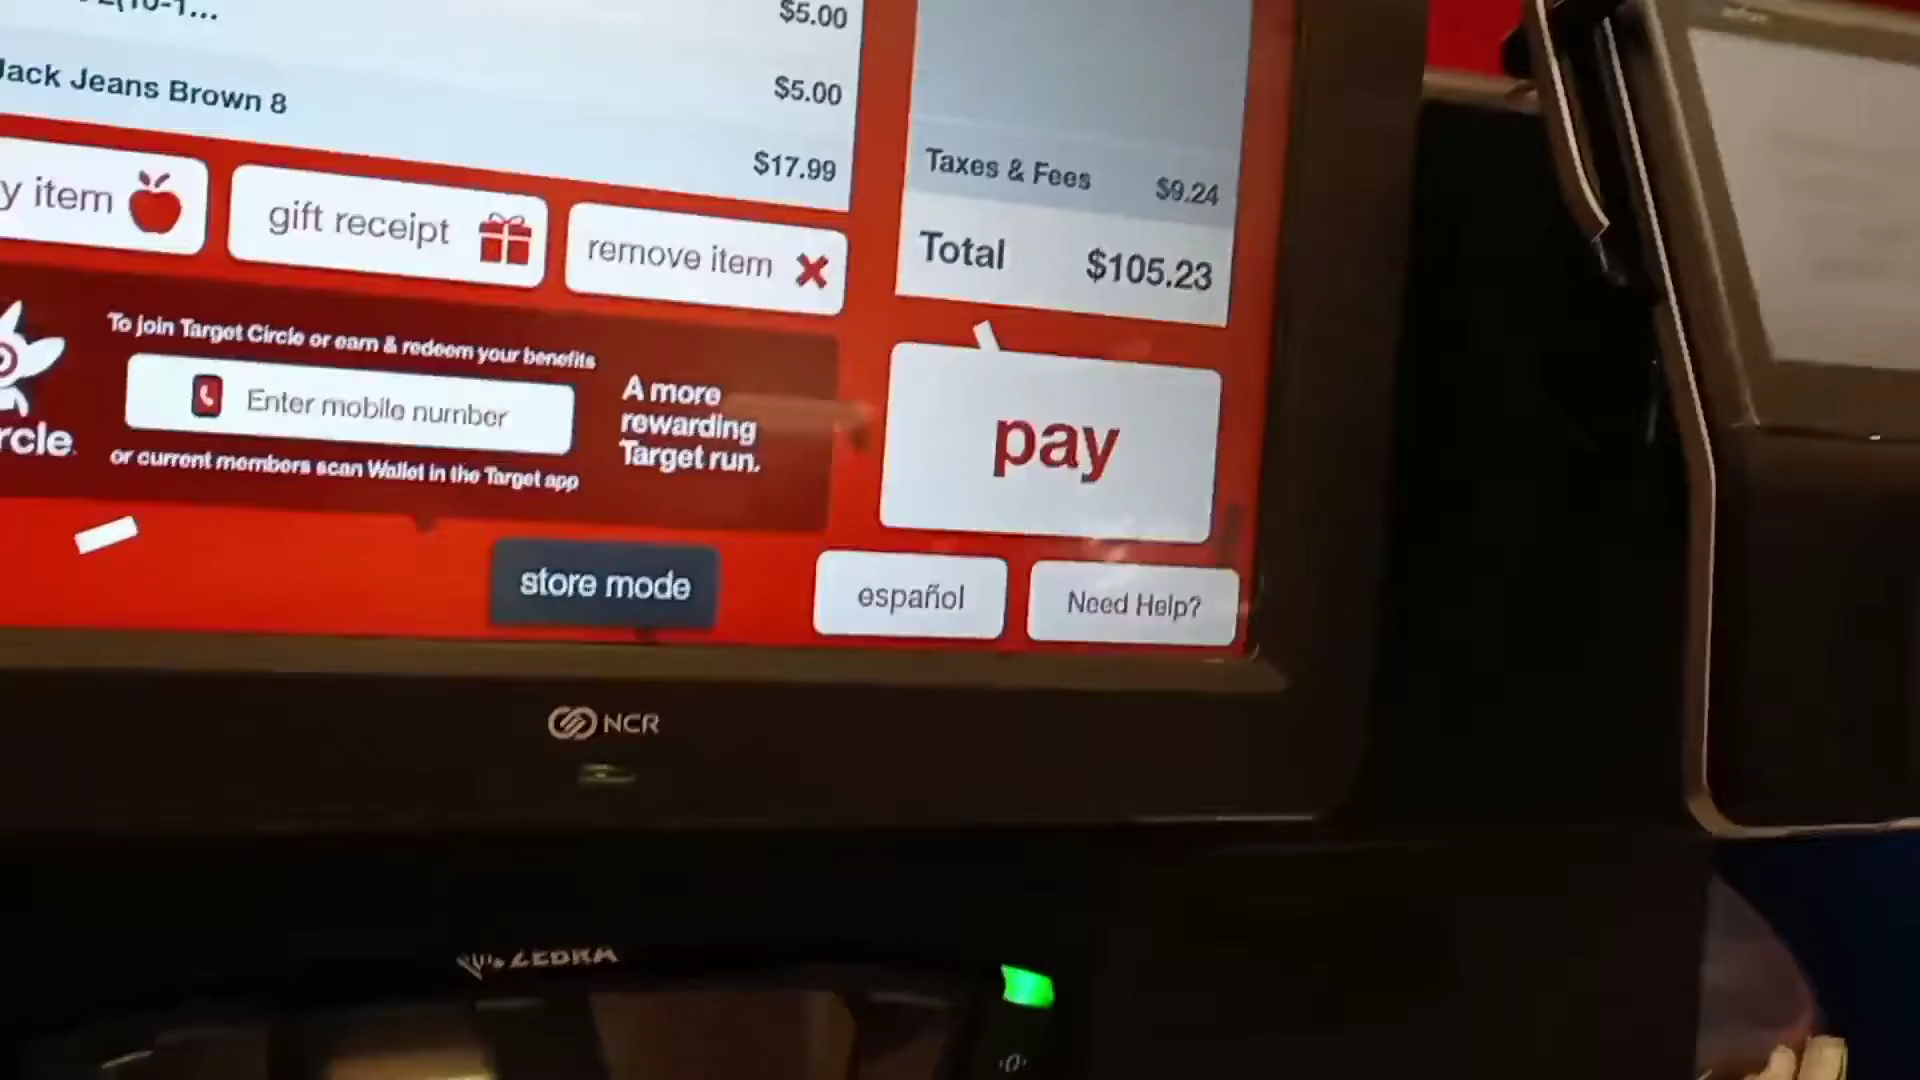 $5.00
Jack Jeans Brown 8
$5.00
$17.99
Taxes & Fees $9.24
Total $105.23
y item
gift receipt
remove item
To join Target Circle or earn & redeem your benefits
Enter mobile number
or current members scan Wallet in the Target app
rcle
A more
rewarding
Target run.
pay
store mode
español
Need Help?
NCR
ZEBRA